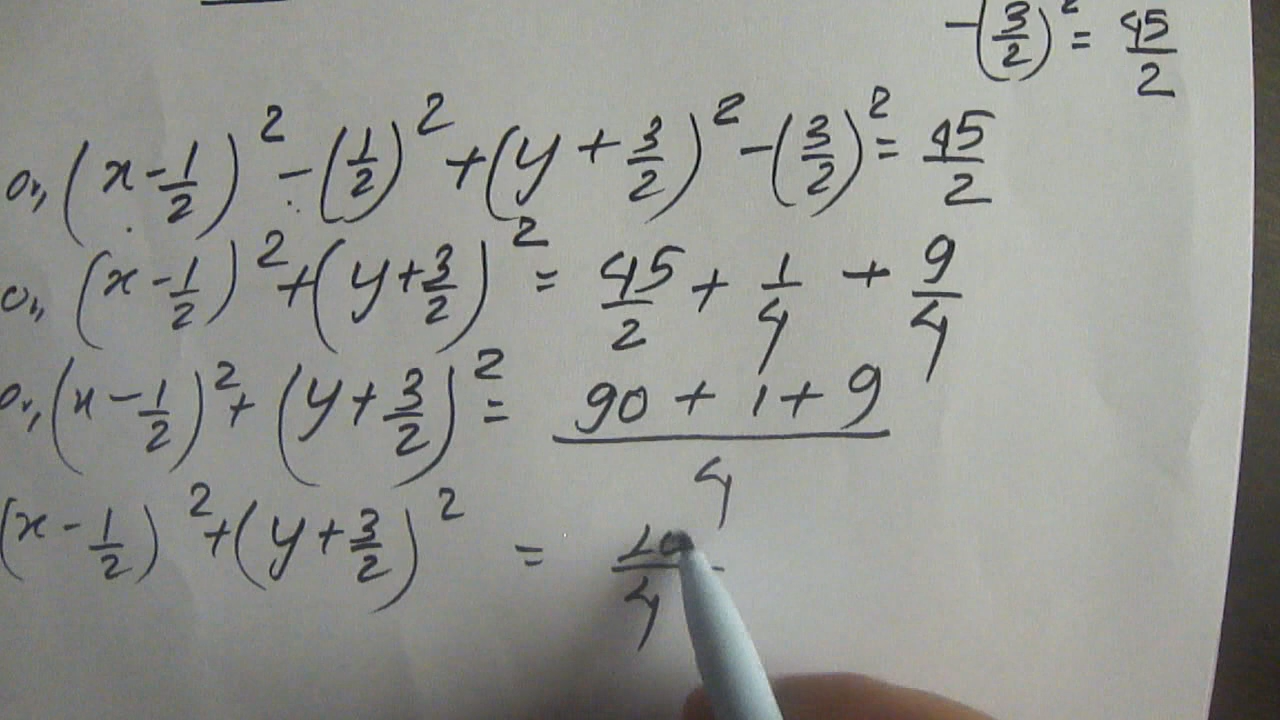 -(3/2)² = 45/2
or, (x - 1/2)² - (1/2)² + (y + 3/2)² - (3/2)² = 45/2
or, (x - 1/2)² + (y + 3/2)² = 45/2 + 1/4 + 9/4
or, (x - 1/2)² + (y + 3/2)² = (90 + 1 + 9)/4
(x - 1/2)² + (y + 3/2)² = 10/4